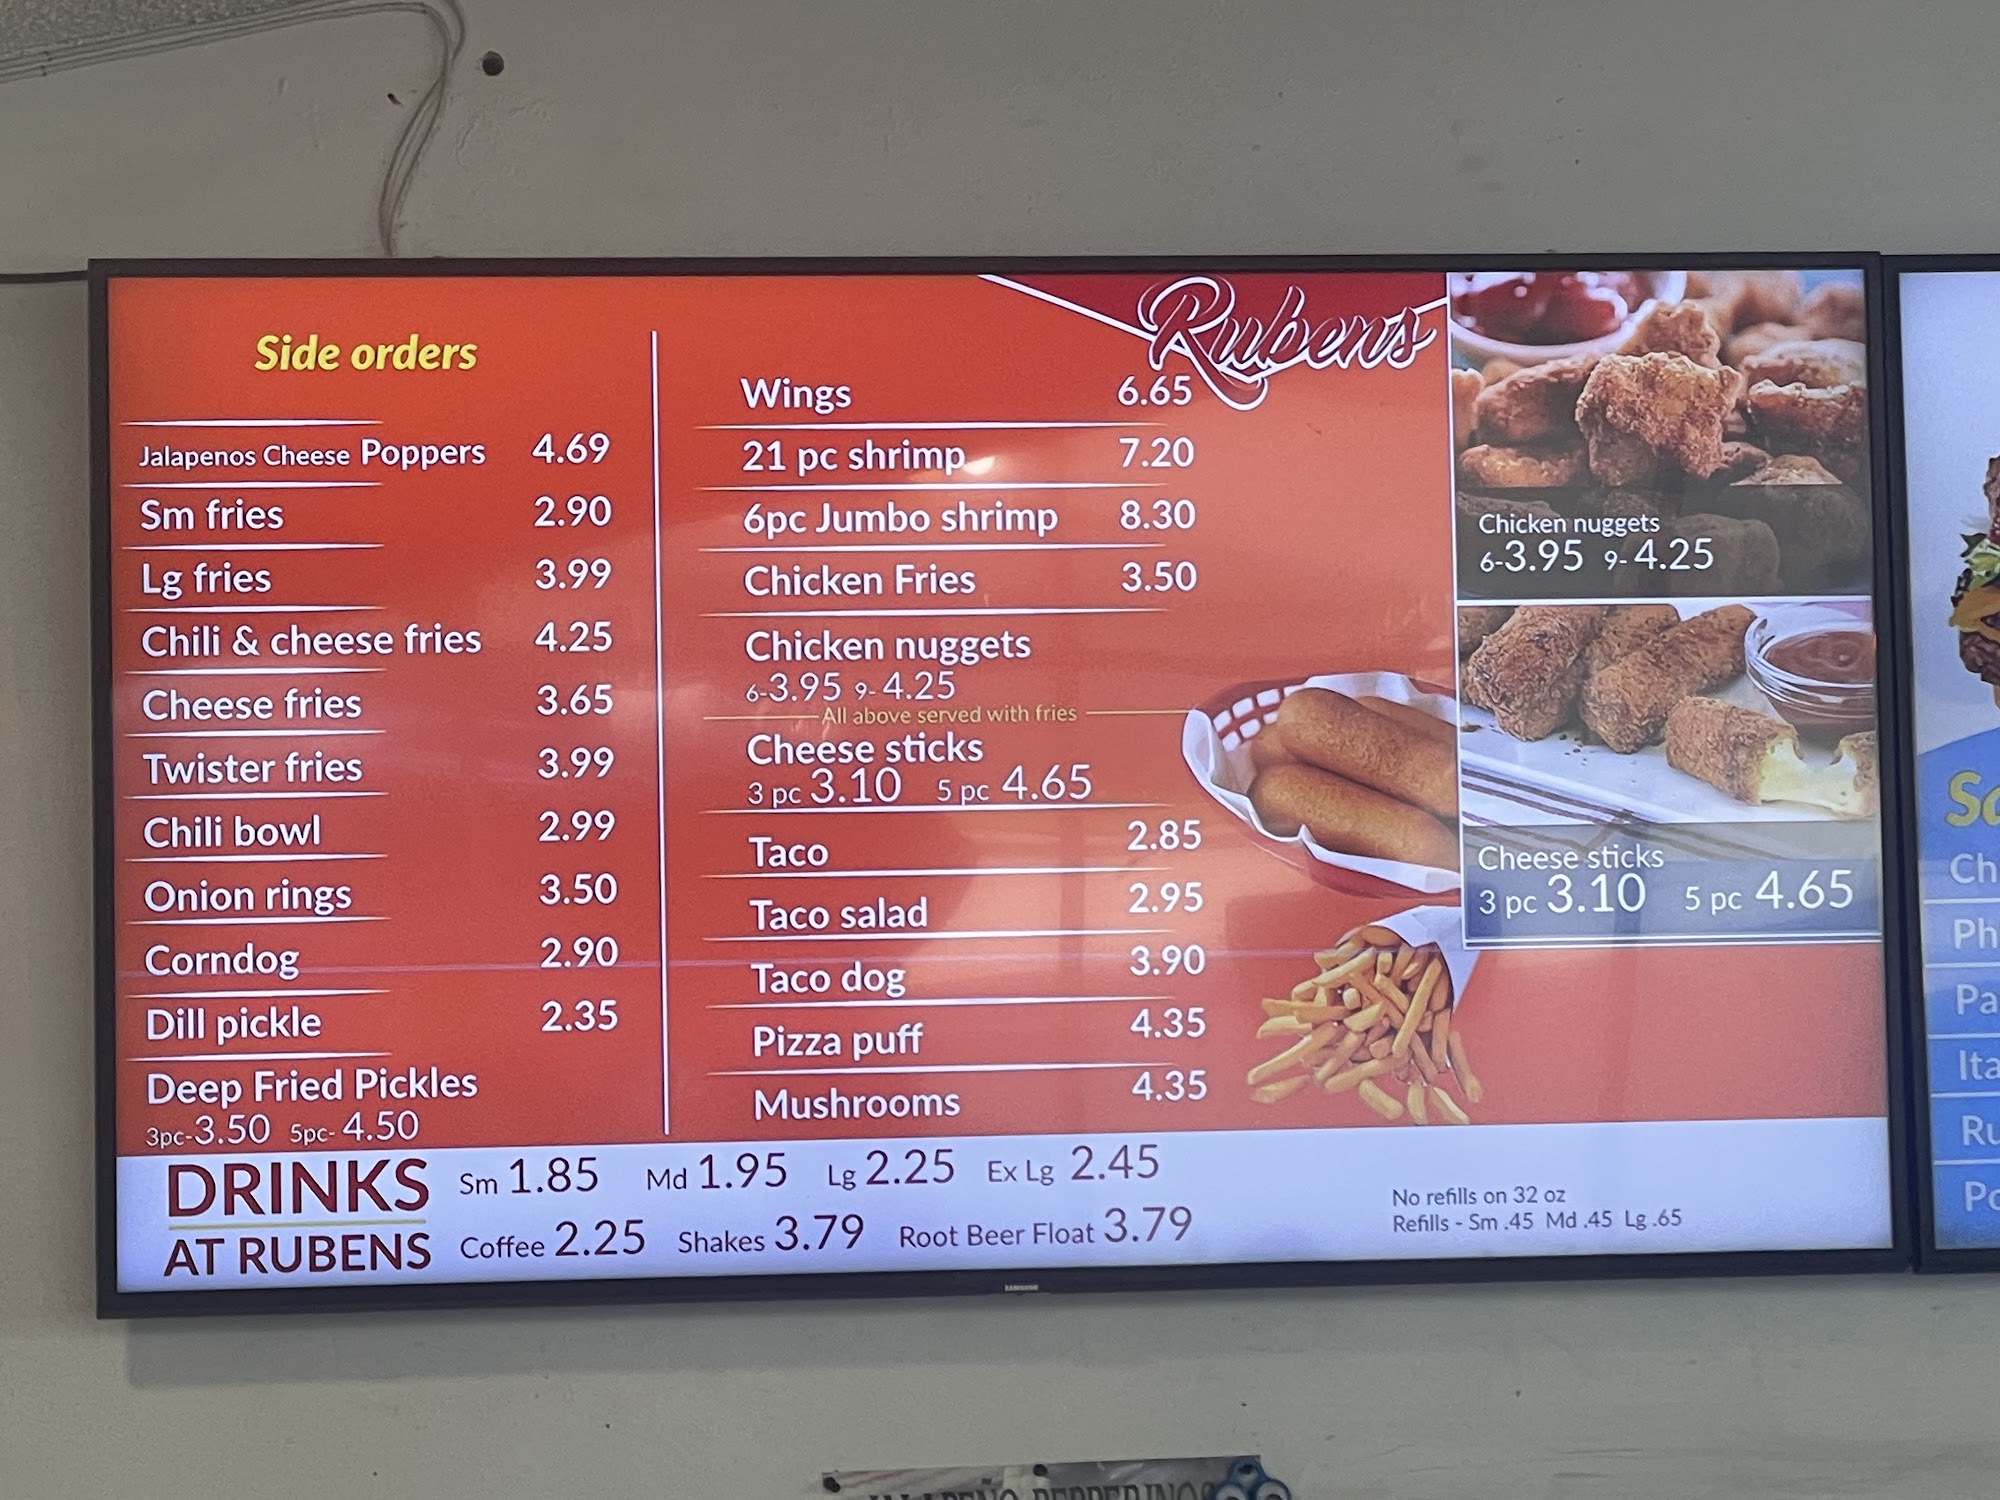 Side orders
Jalapenos Cheese Poppers 4.69
Sm fries 2.90
Lg fries 3.99
Chili & cheese fries 4.25
Cheese fries 3.65
Twister fries 3.99
Chili bowl 2.99
Onion rings 3.50
Corndog 2.90
Dill pickle 2.35
Deep Fried Pickles
3pc-3.50 5pc- 4.50
Rubens
Wings 6.65
21 pc shrimp 7.20
6pc Jumbo shrimp 8.30
Chicken Fries 3.50
Chicken nuggets
6-3.95 9- 4.25
All above served with fries
Cheese sticks
3 pc 3.10 5 pc 4.65
Taco 2.85
Taco salad 2.95
Taco dog 3.90
Pizza puff 4.35
Mushrooms 4.35
Chicken nuggets
6-3.95 9- 4.25
Cheese sticks
3 pc 3.10 5 pc 4.65
DRINKS
AT RUBENS
Sm 1.85 Md 1.95 Lg 2.25 Ex Lg 2.45
Coffee 2.25 Shakes 3.79 Root Beer Float 3.79
No refills on 32 oz
Refills - Sm .45 Md .45 Lg .65
SAMSUNG
Ch
Ph
Pa
Ita
Ru